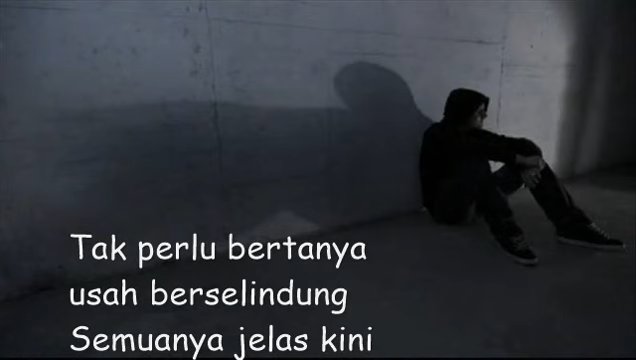 Tak perlu bertanya
usah berselindung
Semuanya jelas kini